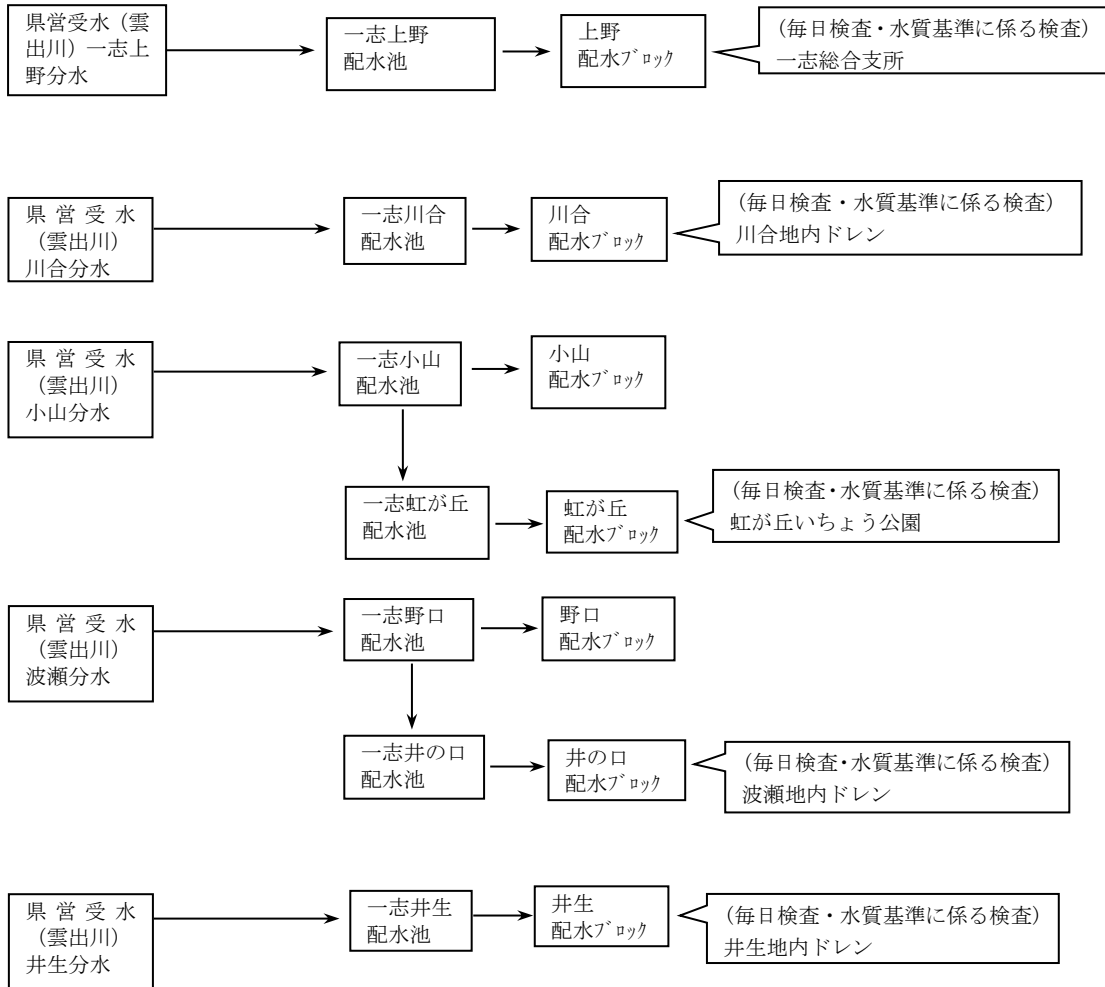 県営受水（雲
出川）一志上
野分水
一志上野
配水池
上野
配水ﾌﾞﾛｯｸ
（毎日検査・水質基準に係る検査）
一志総合支所
県営受水
（雲出川）
川合分水
一志川合
配水池
川合
配水ﾌﾞﾛｯｸ
（毎日検査・水質基準に係る検査）
川合地内ドレン
県営受水
（雲出川）
小山分水
一志小山
配水池
小山
配水ﾌﾞﾛｯｸ
一志虹が丘
配水池
虹が丘
配水ﾌﾞﾛｯｸ
（毎日検査・水質基準に係る検査）
虹が丘いちょう公園
県営受水
（雲出川）
波瀬分水
一志野口
配水池
野口
配水ﾌﾞﾛｯｸ
一志井の口
配水池
井の口
配水ﾌﾞﾛｯｸ
（毎日検査・水質基準に係る検査）
波瀬地内ドレン
県営受水
（雲出川）
井生分水
一志井生
配水池
井生
配水ﾌﾞﾛｯｸ
（毎日検査・水質基準に係る検査）
井生地内ドレン